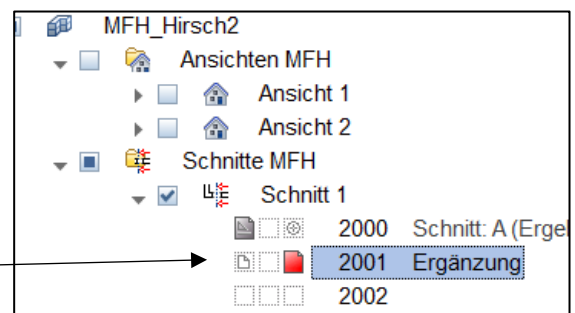 MFH_Hirsch2
Ansichten MFH
Ansicht 1
Ansicht 2
Schnitte MFH
Schnitt 1
2000 Schnitt: A (Ergel
2001 Ergänzung
2002